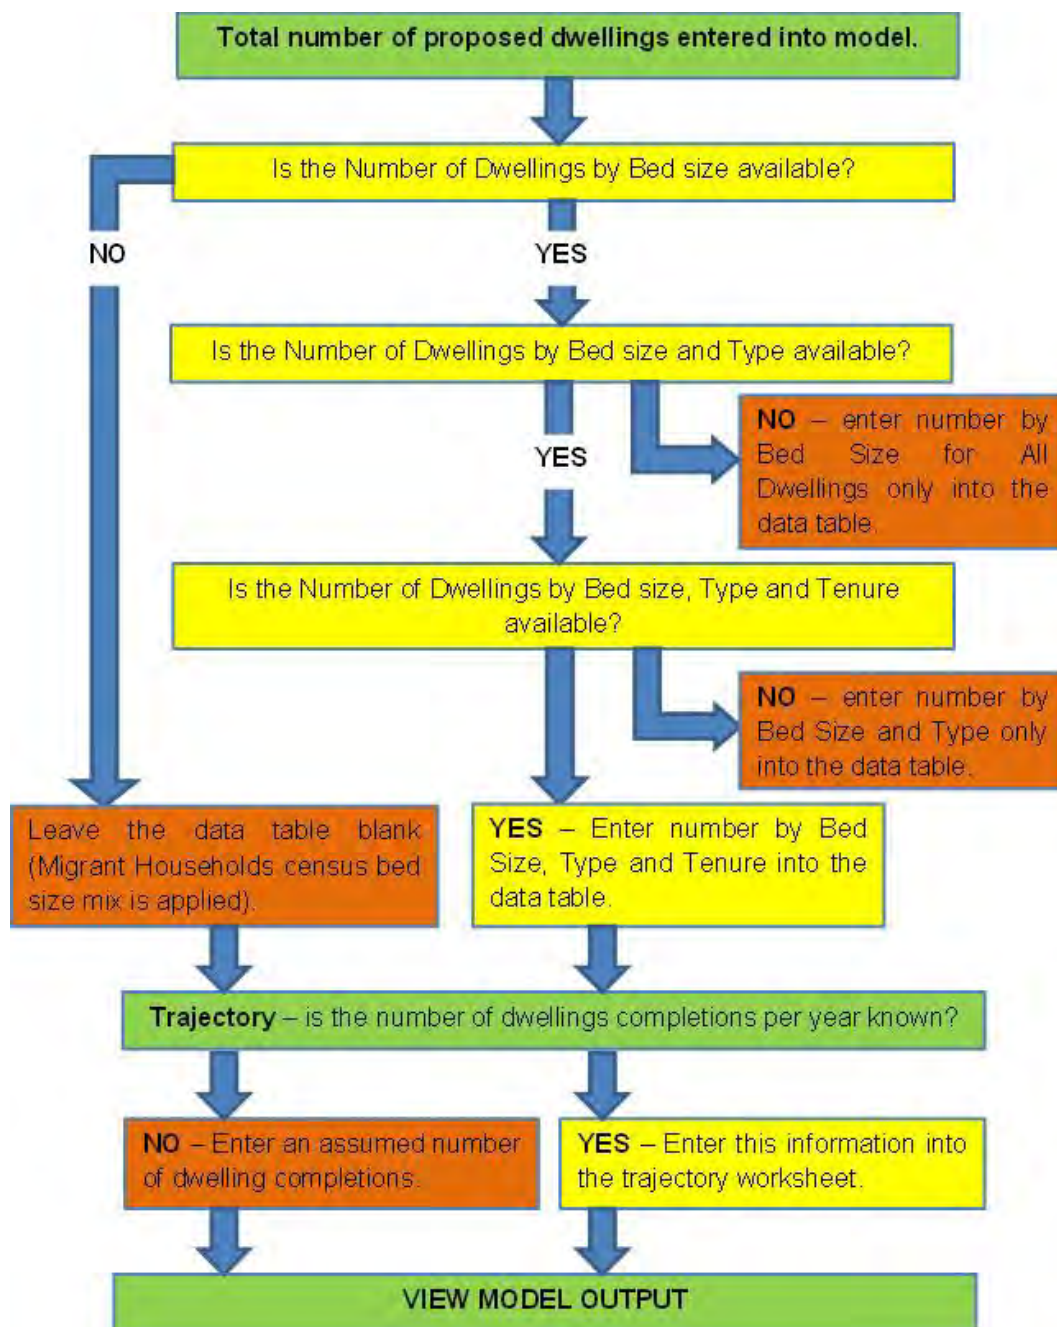 Total number of proposed dwellings entered into model.
Is the Number of Dwellings by Bed size available?
NO
YES
Is the Number of Dwellings by Bed size and Type available?
NO – enter number by
Bed Size for All
Dwellings only into the
data table.
YES
Is the Number of Dwellings by Bed size, Type and Tenure
available?
NO – enter number by
Bed Size and Type only
into the data table.
Leave the data table blank
(Migrant Households census bed
size mix is applied).
YES – Enter number by Bed
Size, Type and Tenure into the
data table.
Trajectory – is the number of dwellings completions per year known?
NO – Enter an assumed number
of dwelling completions.
YES – Enter this information into
the trajectory worksheet.
VIEW MODEL OUTPUT